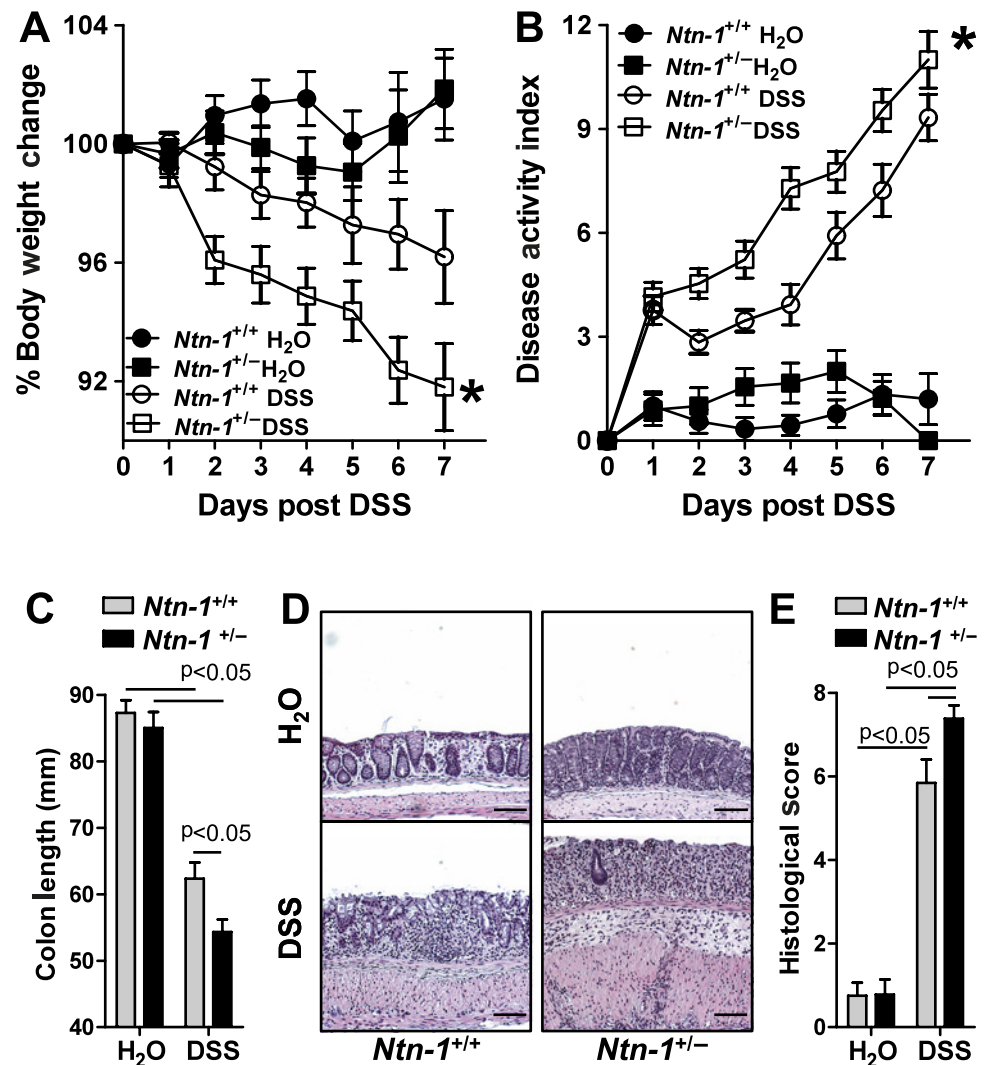 A
104
100
96
92
% Body weight change
Ntn-1+/+ H2O
Ntn-1+/−H2O
Ntn-1+/+ DSS
Ntn-1+/−DSS
*
0 1 2 3 4 5 6 7
Days post DSS
B
12
9
6
3
0
Disease activity index
Ntn-1+/+ H2O
Ntn-1+/−H2O
Ntn-1+/+ DSS
Ntn-1+/−DSS
*
0 1 2 3 4 5 6 7
Days post DSS
C
Ntn-1+/+
Ntn-1 +/−
p<0.05
p<0.05
90
80
70
60
50
40
Colon length (mm)
H2O DSS
D
H2O
DSS
Ntn-1+/+ Ntn-1+/−
E
Ntn-1+/+
Ntn-1 +/−
p<0.05
p<0.05
8
6
4
2
0
Histological score
H2O DSS